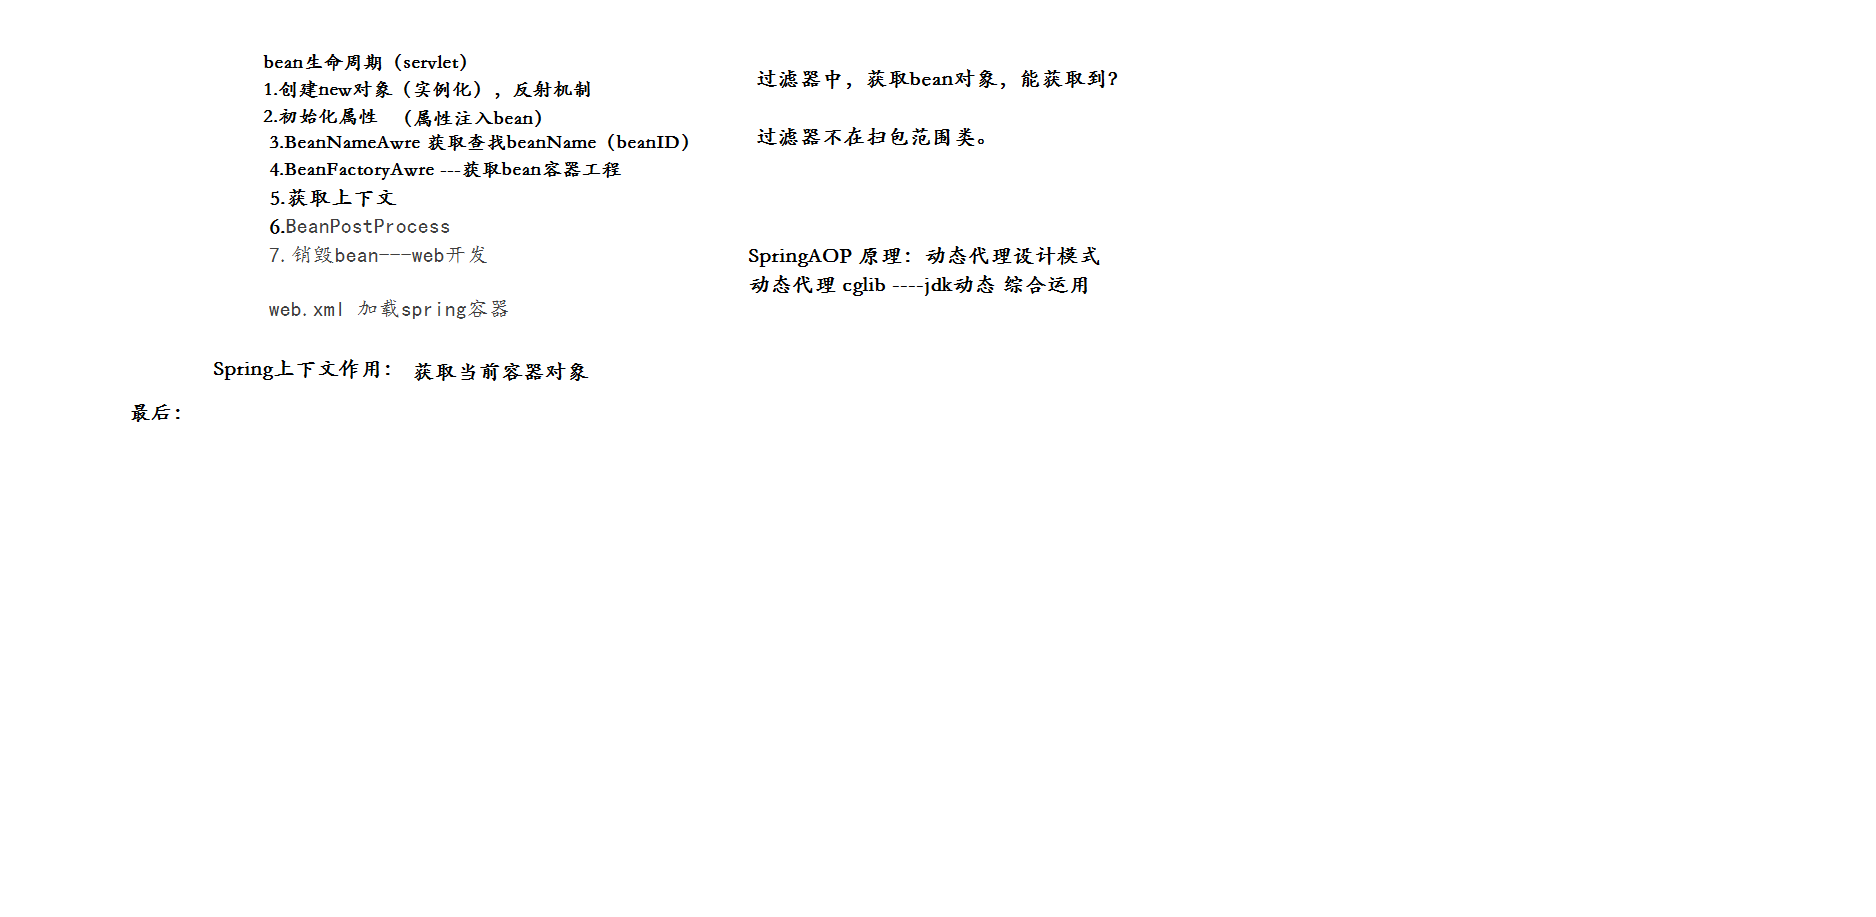 bean生命周期（servlet）
1.创建new对象（实例化），反射机制
2.初始化属性 （属性注入bean）
3.BeanNameAwre 获取查找beanName（beanID）
4.BeanFactoryAwre ---获取bean容器工程
5.获取上下文
6.BeanPostProcess
7.销毁bean---web开发
web.xml 加载spring容器
Spring上下文作用： 获取当前容器对象
最后：
过滤器中，获取bean对象，能获取到？
过滤器不在扫包范围类。
SpringAOP 原理：动态代理设计模式
动态代理 cglib ----jdk动态 综合运用